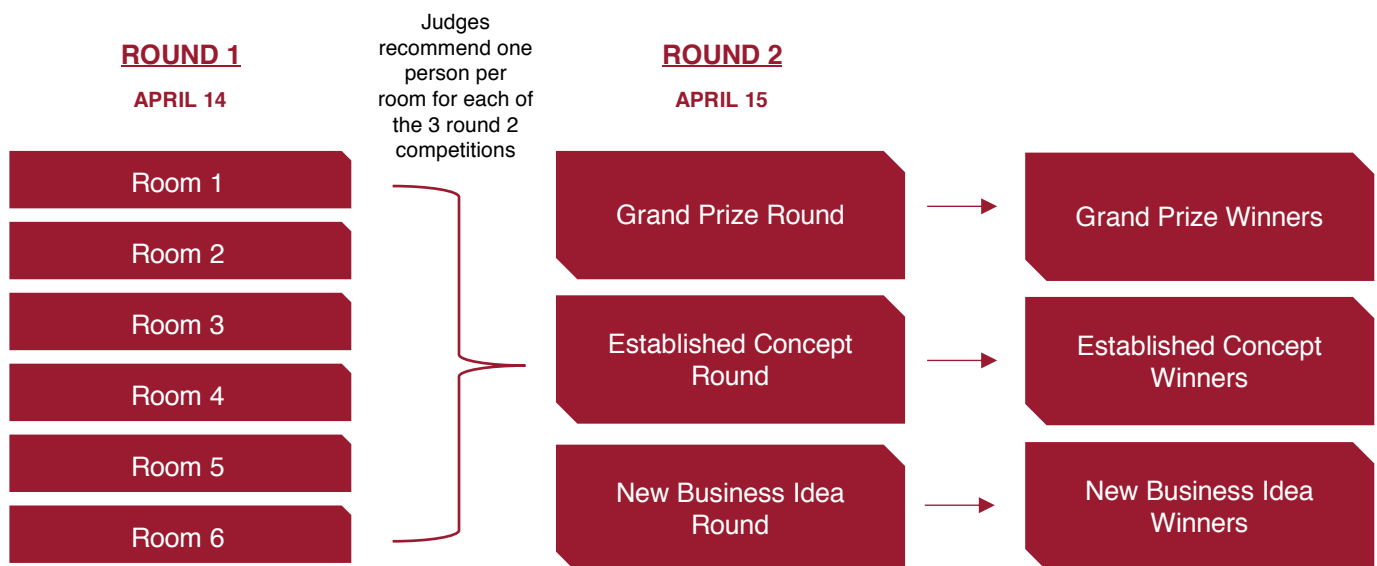 ROUND 1
APRIL 14
Room 1
Room 2
Room 3
Room 4
Room 5
Room 6
Judges
recommend one
person per
room for each of
the 3 round 2
competitions
ROUND 2
APRIL 15
Grand Prize Round
Established Concept
Round
New Business Idea
Round
Grand Prize Winners
Established Concept
Winners
New Business Idea
Winners